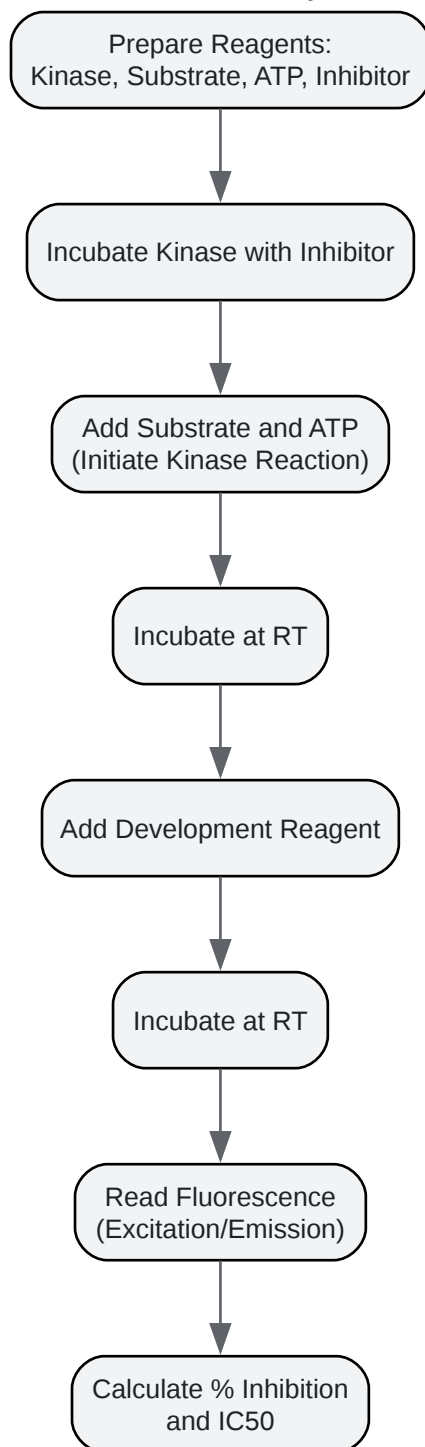 Prepare Reagents:
Kinase, Substrate, ATP, Inhibitor
Incubate Kinase with Inhibitor
Add Substrate and ATP
(Initiate Kinase Reaction)
Incubate at RT
Add Development Reagent
Incubate at RT
Read Fluorescence
(Excitation/Emission)
Calculate % Inhibition
and IC50